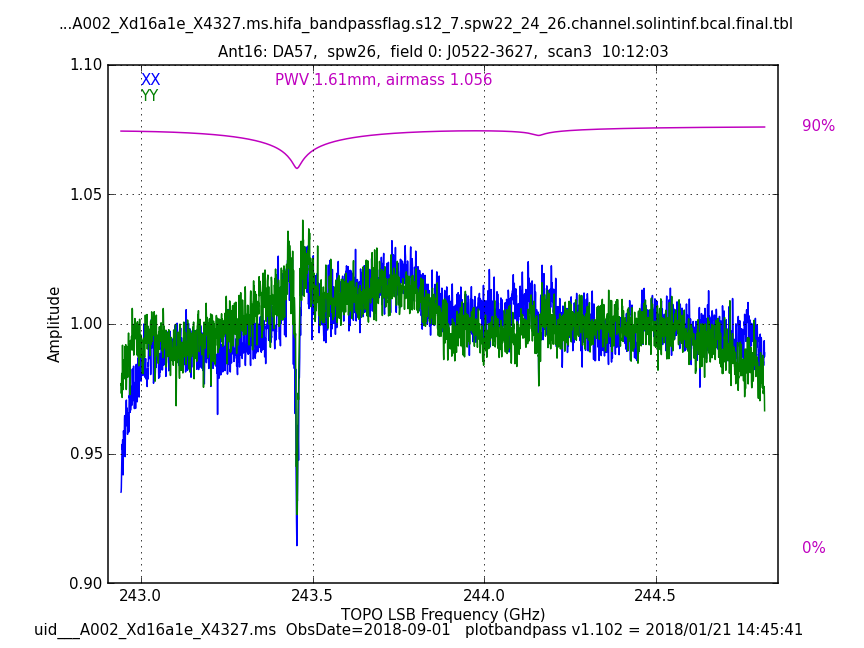 ...A002_Xd16a1e_X4327.ms.hifa_bandpassflag.s12_7.spw22_24_26.channel.solintinf.bcal.final.tbl
Ant16: DA57, spw26, field 0: J0522-3627, scan3 10:12:03
1.10
XX
PWV 1.61mm, airmass 1.056
YY
90%
1.05
1.00
Amplitude
0.95
0%
0.90
243.0
243.5
244.0
244.5
TOPO LSB Frequency (GHz)
uid___A002_Xd16a1e_X4327.ms ObsDate=2018-09-01 plotbandpass v1.102 = 2018/01/21 14:45:41